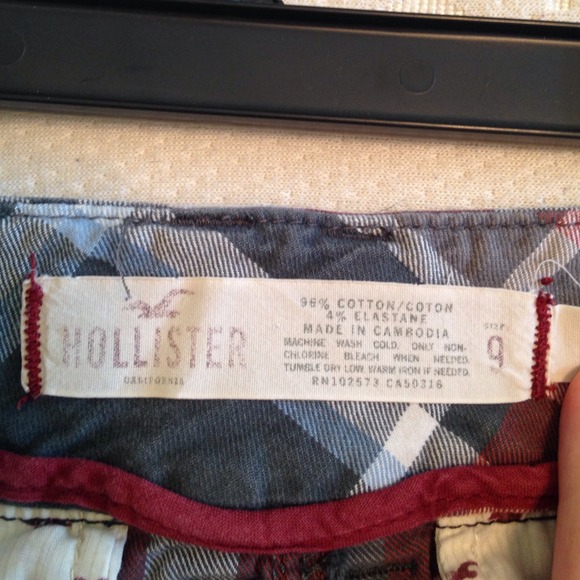 HOLLISTER
CALIFORNIA
96% COTTON/COTON
4% ELASTANE
MADE IN CAMBODIA
MACHINE WASH COLD. ONLY NON-
CHLORINE BLEACH WHEN NEEDED.
TUMBLE DRY LOW. WARM IRON IF NEEDED.
RN102573 CA50316
SIZE
9